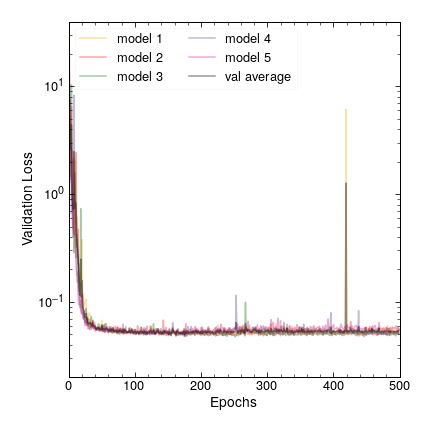 model 1
model 2
model 3
model 4
model 5
val average
Validation Loss
10¹
10⁰
10⁻¹
0
100
200
300
400
500
Epochs